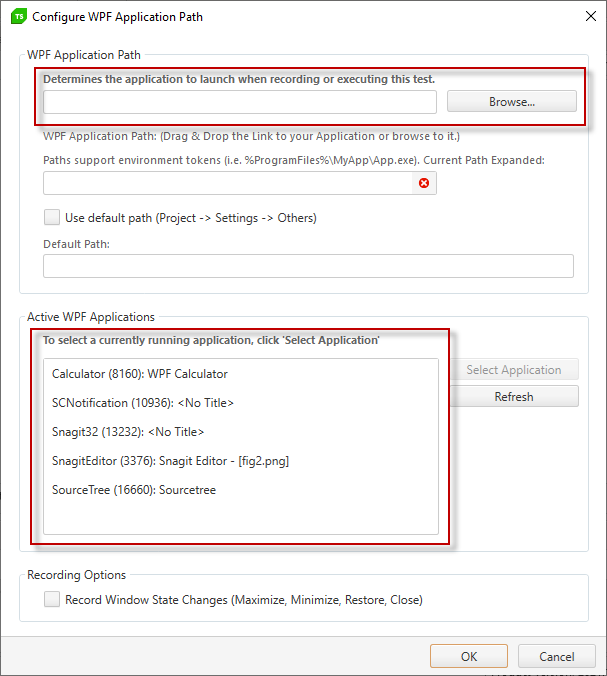 TS Configure WPF Application Path
WPF Application Path
Determines the application to launch when recording or executing this test.
Browse...
WPF Application Path: (Drag & Drop the Link to your Application or browse to it.)
Paths support environment tokens (i.e. %ProgramFiles%\MyApp\App.exe). Current Path Expanded:
Use default path (Project -> Settings -> Others)
Default Path:
Active WPF Applications
To select a currently running application, click 'Select Application'
Calculator (8160): WPF Calculator
Select Application
SCNotification (10936): <No Title>
Refresh
Snagit32 (13232): <No Title>
SnagitEditor (3376): Snagit Editor - [fig2.png]
SourceTree (16660): Sourcetree
Recording Options
Record Window State Changes (Maximize, Minimize, Restore, Close)
OK
Cancel